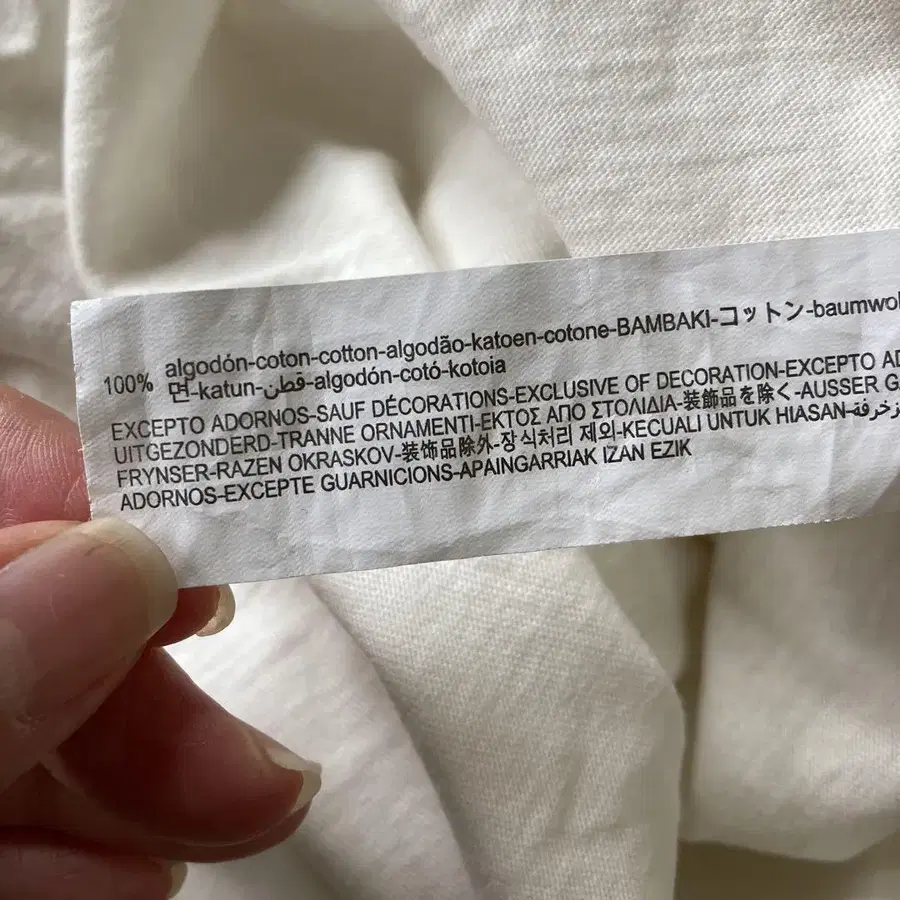 100% algodón-coton-cotton-algodão-katoen-cotone-BAMBAKI-コットン-baumwol
면-katun-قطن-algodón-cotó-kotoia
EXCEPTO ADORNOS-SAUF DÉCORATIONS-EXCLUSIVE OF DECORATION-EXCEPTO AD
UITGEZONDERD-TRANNE ORNAMENTI-ΕΚΤΟΣ ΑΠΟ ΣΤΟΛΙΔΙΑ-装飾品を除く-AUSSER G
FRYNSER-RAZEN OKRASKOV-装饰品除外-장식처리 제외-KECUALI UNTUK HIASAN-
ADORNOS-EXCEPTE GUARNICIONS-APAINGARRIAK IZAN EZIK